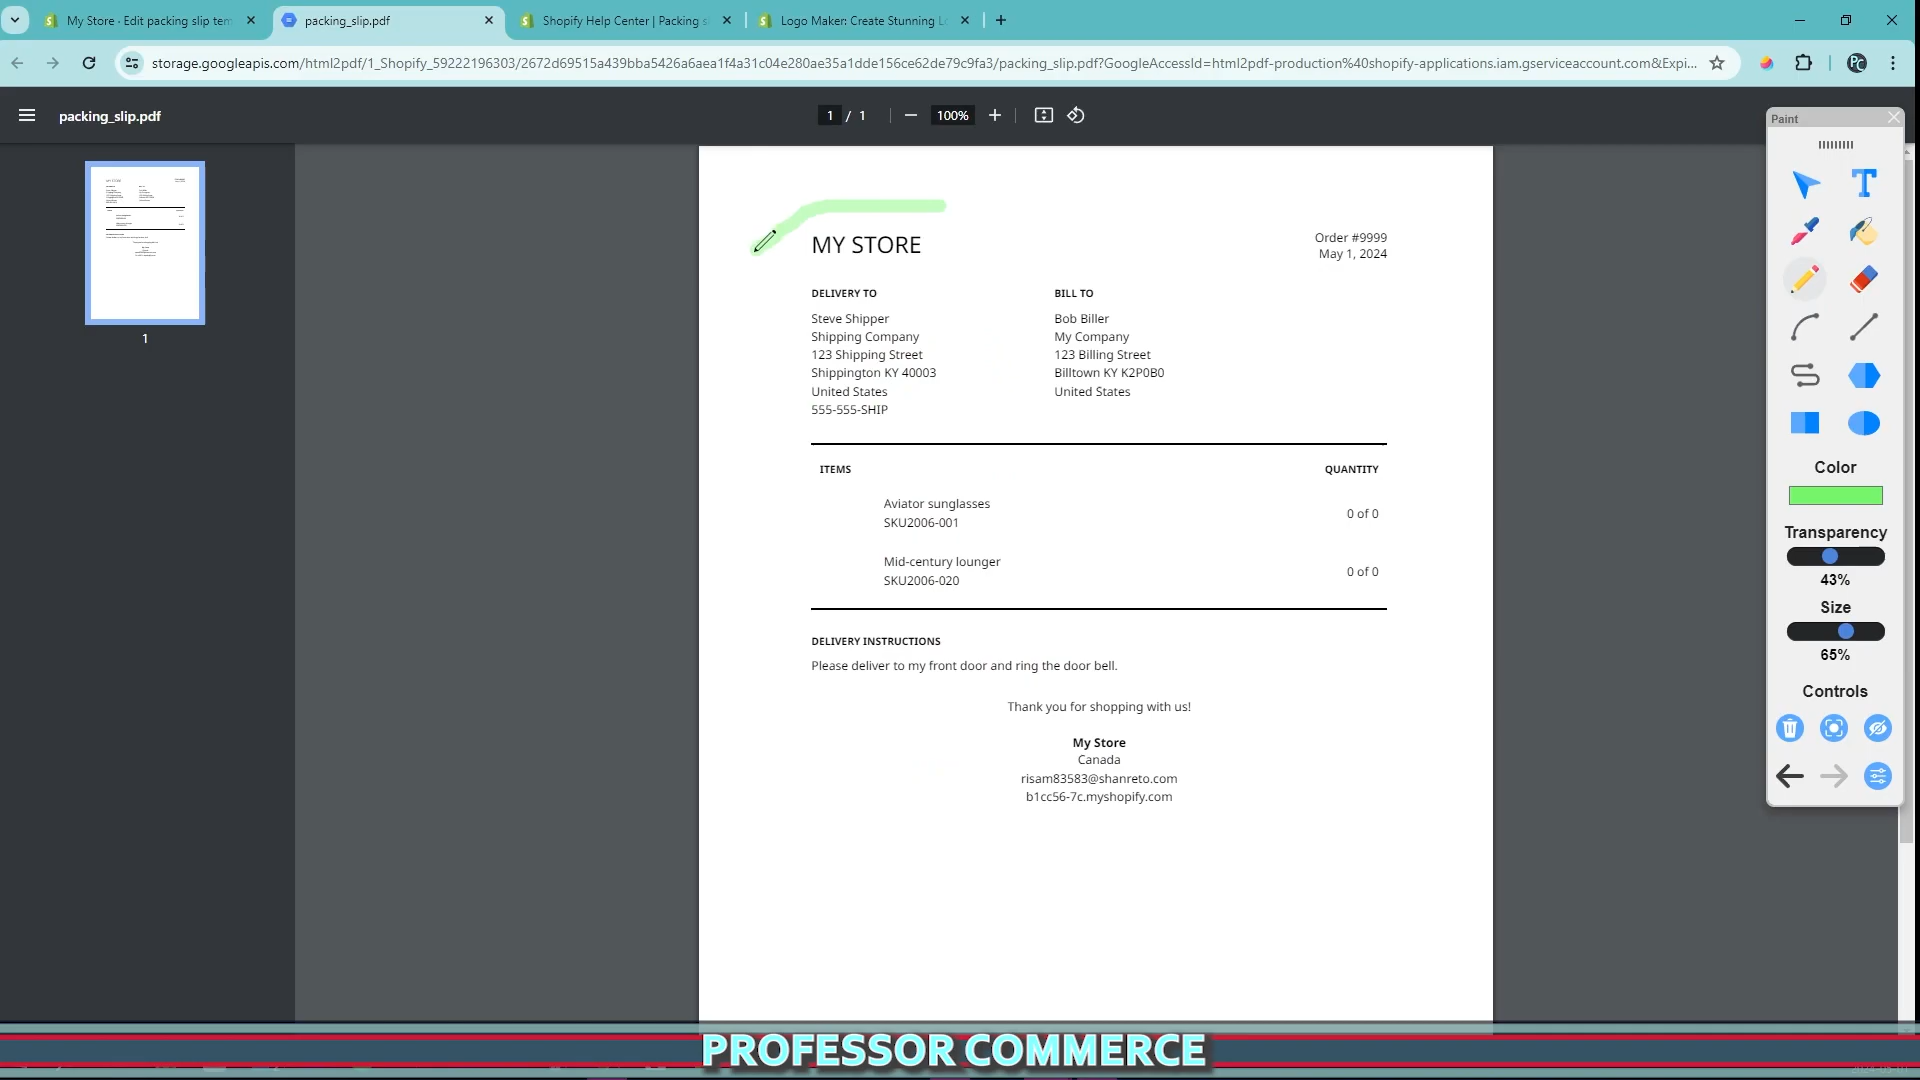 My Store · Edit packing slip tem
packing_slip.pdf
Shopify Help Center | Packing s
Logo Maker: Create Stunning L
storage.googleapis.com/html2pdf/1_Shopify_59222196303/2672d69515a439bba5426a6aea1f4a31c04e280ae35a1dde156ce62de79c9fa3/packing_slip.pdf?GoogleAccessId=html2pdf-production%40shopify-applications.iam.gserviceaccount.com&Expi...
packing_slip.pdf
1 / 1
100%
1
MY STORE
Order #9999
May 1, 2024
DELIVERY TO
Steve Shipper
Shipping Company
123 Shipping Street
Shippington KY 40003
United States
555-555-SHIP
BILL TO
Bob Biller
My Company
123 Billing Street
Billtown KY K2P0B0
United States
ITEMS QUANTITY
Aviator sunglasses
SKU2006-001
0 of 0
Mid-century lounger
SKU2006-020
0 of 0
DELIVERY INSTRUCTIONS
Please deliver to my front door and ring the door bell.
Thank you for shopping with us!
My Store
Canada
risam83583@shanreto.com
b1cc56-7c.myshopify.com
Paint
T
Color
Transparency
43%
Size
65%
Controls
PROFESSOR COMMERCE